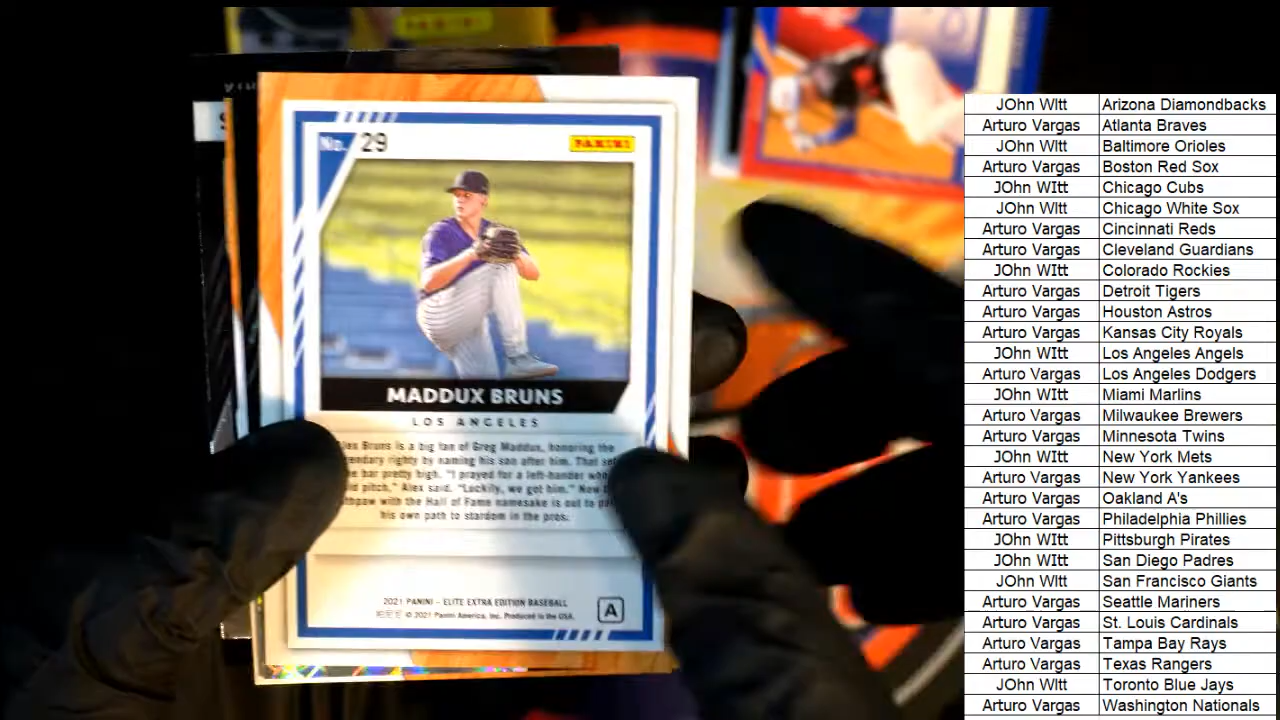 PANINI
No. 29
PANINI
MADDUX BRUNS
LOS ANGELES
Bruns is a big fan of Greg Maddux, honoring the
righty by naming his son after him. That
bar pretty high. "I prayed for a left-hander
pitch," Alex said. "Luckily, we got him." Now
with the Hall of Fame namesake is out to
his own path to stardom in the pros.
2021 PANINI – ELITE EXTRA EDITION BASEBALL
© 2021 Panini America, Inc. Produced in the USA.
A
JOhn WItt Arizona Diamondbacks
Arturo Vargas Atlanta Braves
JOhn WItt Baltimore Orioles
Arturo Vargas Boston Red Sox
JOhn WItt Chicago Cubs
JOhn WItt Chicago White Sox
Arturo Vargas Cincinnati Reds
Arturo Vargas Cleveland Guardians
JOhn WItt Colorado Rockies
Arturo Vargas Detroit Tigers
Arturo Vargas Houston Astros
Arturo Vargas Kansas City Royals
JOhn WItt Los Angeles Angels
Arturo Vargas Los Angeles Dodgers
JOhn WItt Miami Marlins
Arturo Vargas Milwaukee Brewers
Arturo Vargas Minnesota Twins
JOhn WItt New York Mets
Arturo Vargas New York Yankees
Arturo Vargas Oakland A's
Arturo Vargas Philadelphia Phillies
JOhn WItt Pittsburgh Pirates
JOhn WItt San Diego Padres
JOhn WItt San Francisco Giants
Arturo Vargas Seattle Mariners
Arturo Vargas St. Louis Cardinals
Arturo Vargas Tampa Bay Rays
Arturo Vargas Texas Rangers
JOhn WItt Toronto Blue Jays
Arturo Vargas Washington Nationals